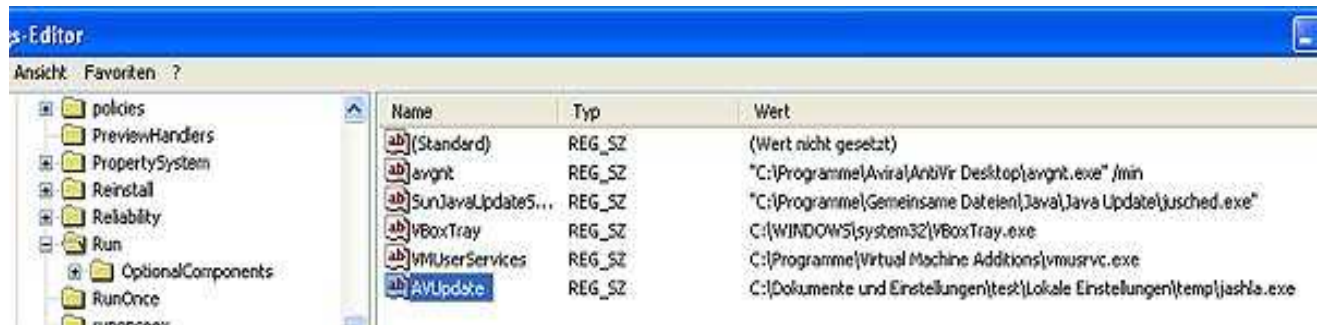 s-Editor
Ansicht Favoriten ?
policies
PreviewHandlers
PropertySystem
Reinstall
Reliability
Run
OptionalComponents
RunOnce
Name Typ Wert
(Standard) REG_SZ (Wert nicht gesetzt)
avgnt REG_SZ "C:\Programme\Avira\AntiVir Desktop\avgnt.exe" /min
SunJavaUpdateS... REG_SZ "C:\Programme\Gemeinsame Dateien\Java\Java Update\jusched.exe"
VBoxTray REG_SZ C:\WINDOWS\system32\VBoxTray.exe
VMUserServices REG_SZ C:\Programme\Virtual Machine Additions\vmusrvc.exe
AVUpdate REG_SZ C:\Dokumente und Einstellungen\test\Lokale Einstellungen\temp\jashla.exe